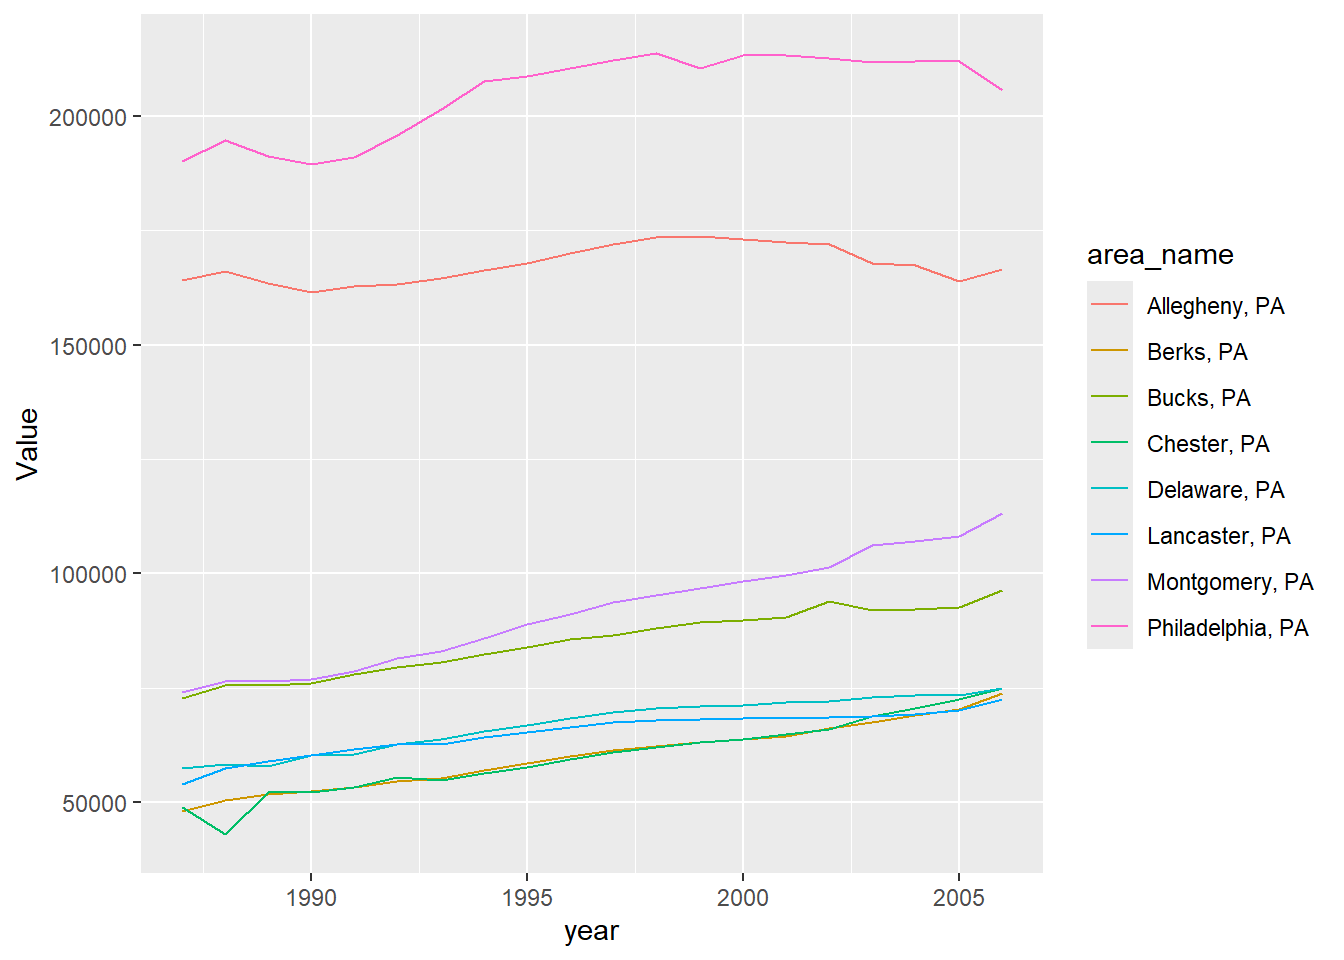 Value
200000
150000
100000
50000
1990
1995
2000
2005
year
area_name
Allegheny, PA
Berks, PA
Bucks, PA
Chester, PA
Delaware, PA
Lancaster, PA
Montgomery, PA
Philadelphia, PA